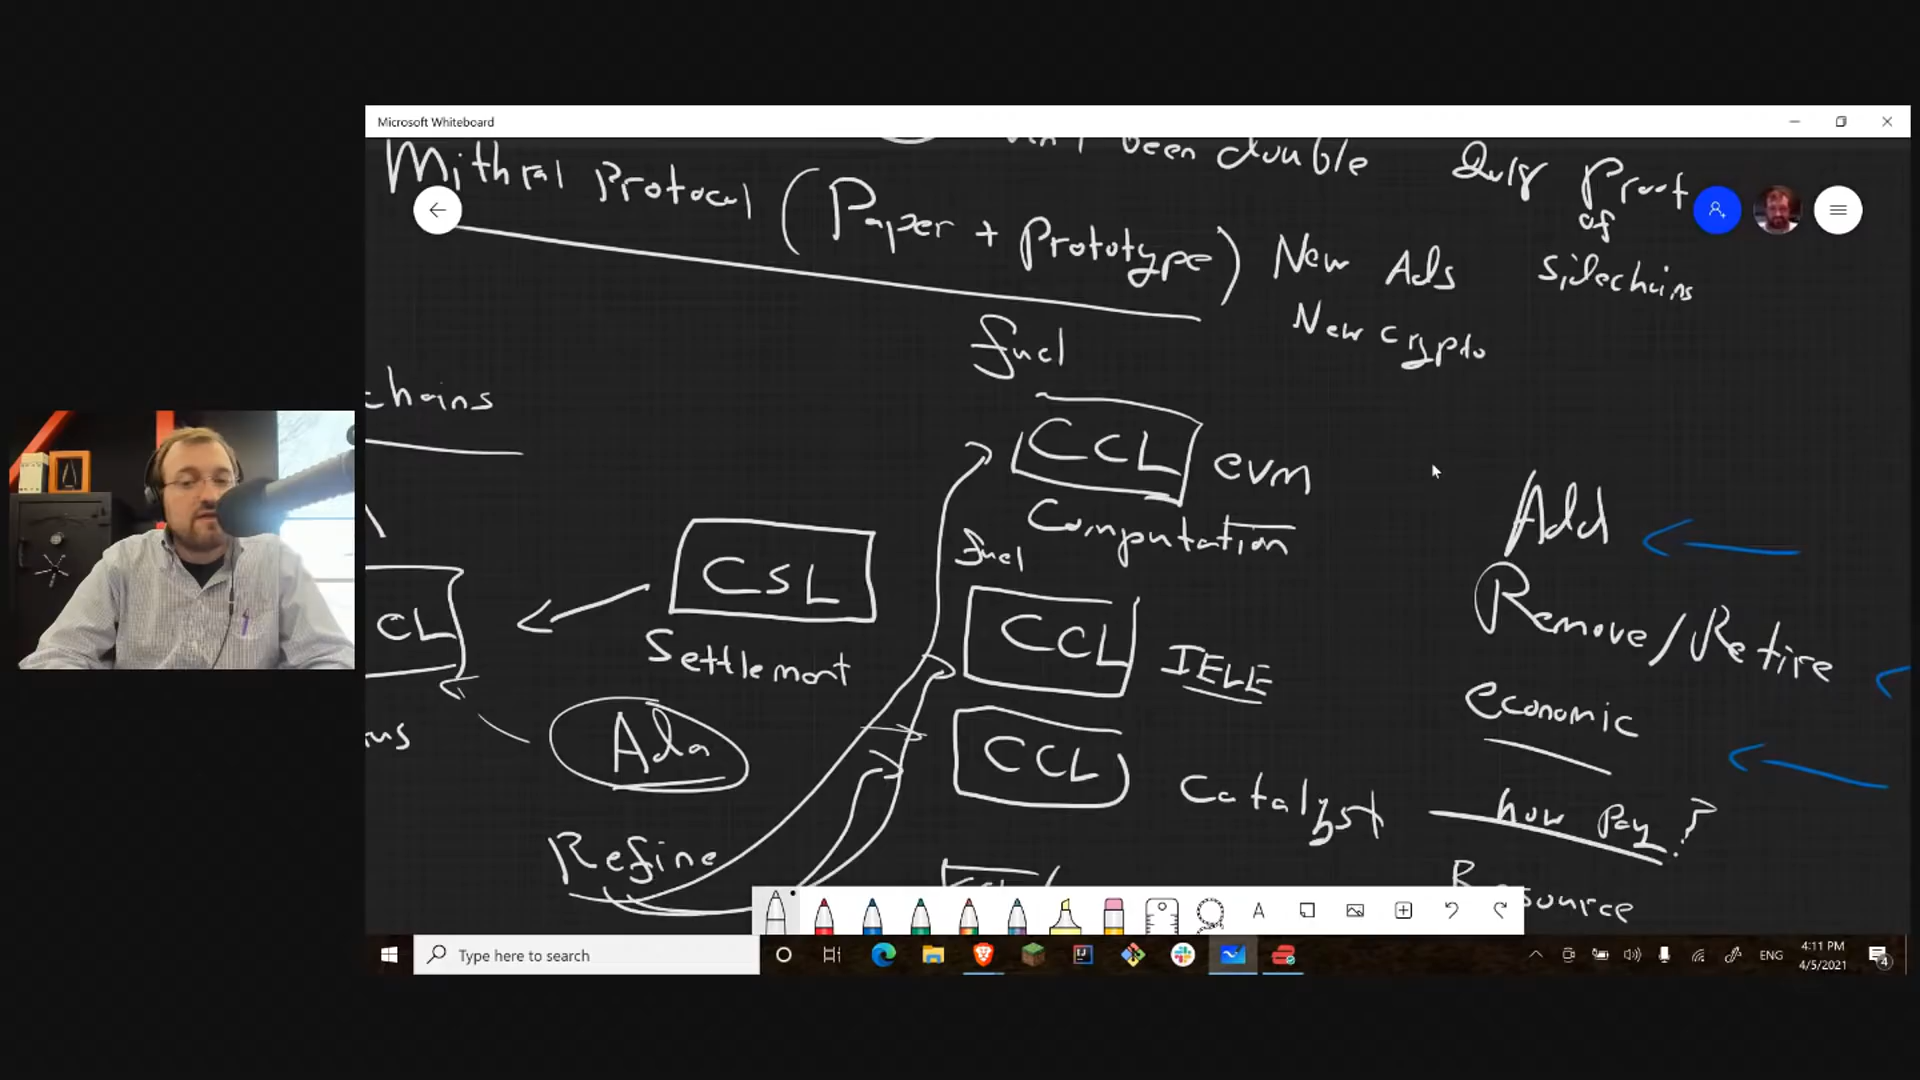 Microsoft Whiteboard
been double
Mithral Protocol (Paper + Prototype)
Proof
of
sidechains
New Ads
New Crypto
fuel
chains
CCL
evm
Computation
fuel
Add
CSL
Settlement
CCL
IELE
CL
Remove/Retire
economic
Ada
CCL
Catalyst
how pay?
Refine
source
Type here to search
ENG
4:11 PM
4/5/2021
4